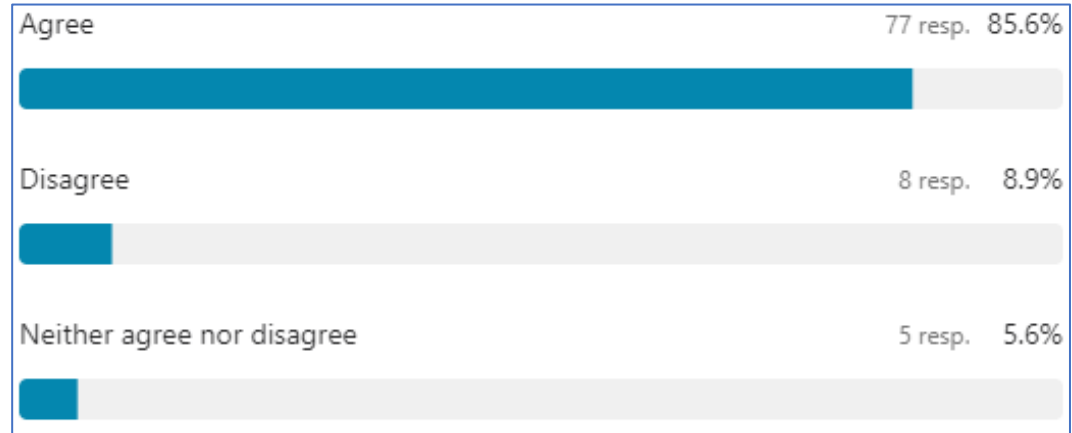 Agree 77 resp. 85.6%
Disagree 8 resp. 8.9%
Neither agree nor disagree 5 resp. 5.6%